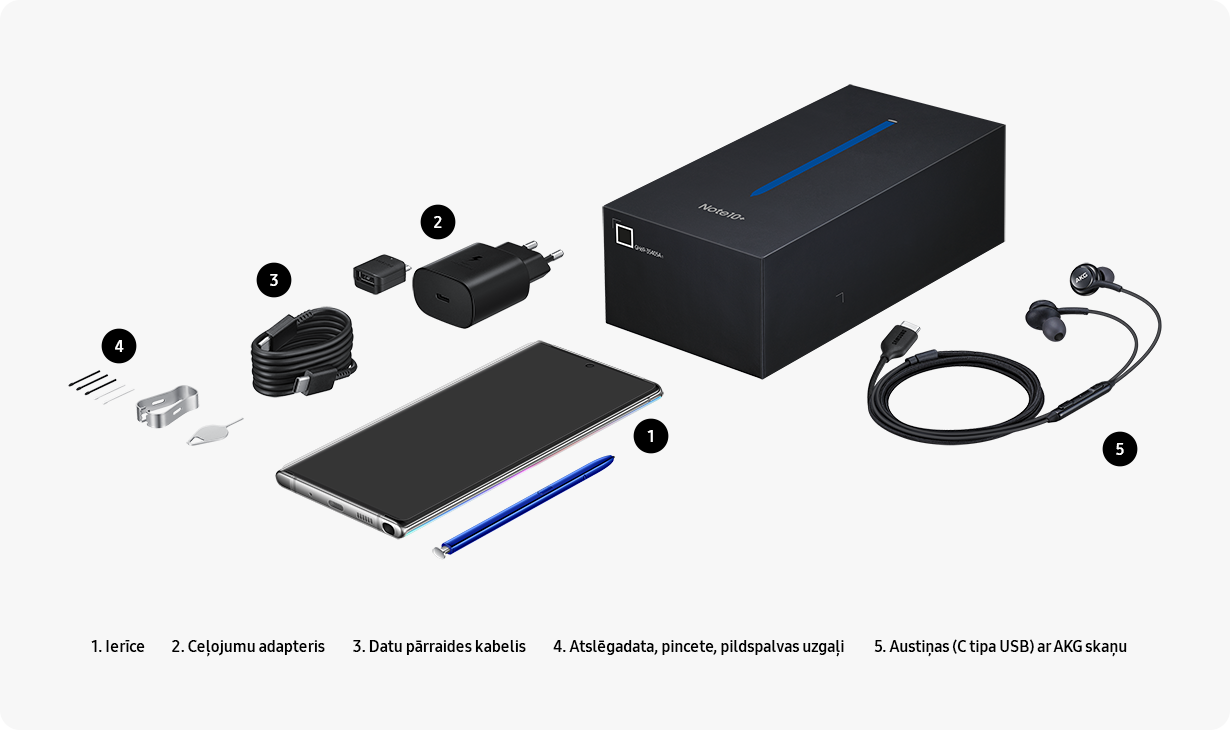 Note10+
AKG
2
3
4
1
5
1. Ierīce
2. Ceļojumu adapteris
3. Datu pārraides kabelis
4. Atslēgadata, pincete, pildspalvas uzgaļi
5. Austiņas (C tipa USB) ar AKG skaņu